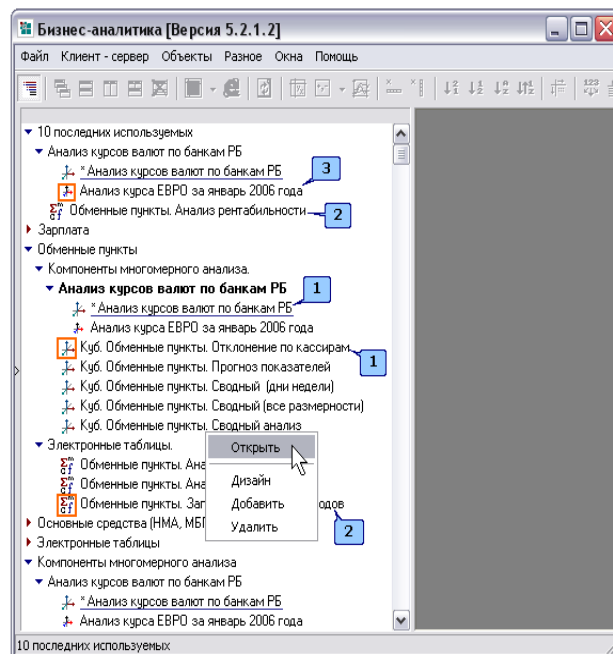 Бизнес-аналитика [Версия 5.2.1.2]
Файл Клиент - сервер Объекты Разное Окна Помощь
10 последних используемых
Анализ курсов валют по банкам РБ
* Анализ курсов валют по банкам РБ
3
Анализ курса ЕВРО за январь 2006 года
Обменные пункты. Анализ рентабильности
2
Зарплата
Обменные пункты
Компоненты многомерного анализа.
Анализ курсов валют по банкам РБ
1
* Анализ курсов валют по банкам РБ
Анализ курса ЕВРО за январь 2006 года
Куб. Обменные пункты. Отклонение по кассирам
1
Куб. Обменные пункты. Прогноз показателей
Куб. Обменные пункты. Сводный (дни недели)
Куб. Обменные пункты. Сводный (все размерности)
Куб. Обменные пункты. Сводный анализ
Электронные таблицы.
Открыть
Обменные пункты. Ана
Обменные пункты. Ана
Дизайн
Обменные пункты. Заг
Добавить
одов
Основные средства (НМА, МБП
Удалить
2
Электронные таблицы
Компоненты многомерного анализа
Анализ курсов валют по банкам РБ
* Анализ курсов валют по банкам РБ
Анализ курса ЕВРО за январь 2006 года
10 последних используемых